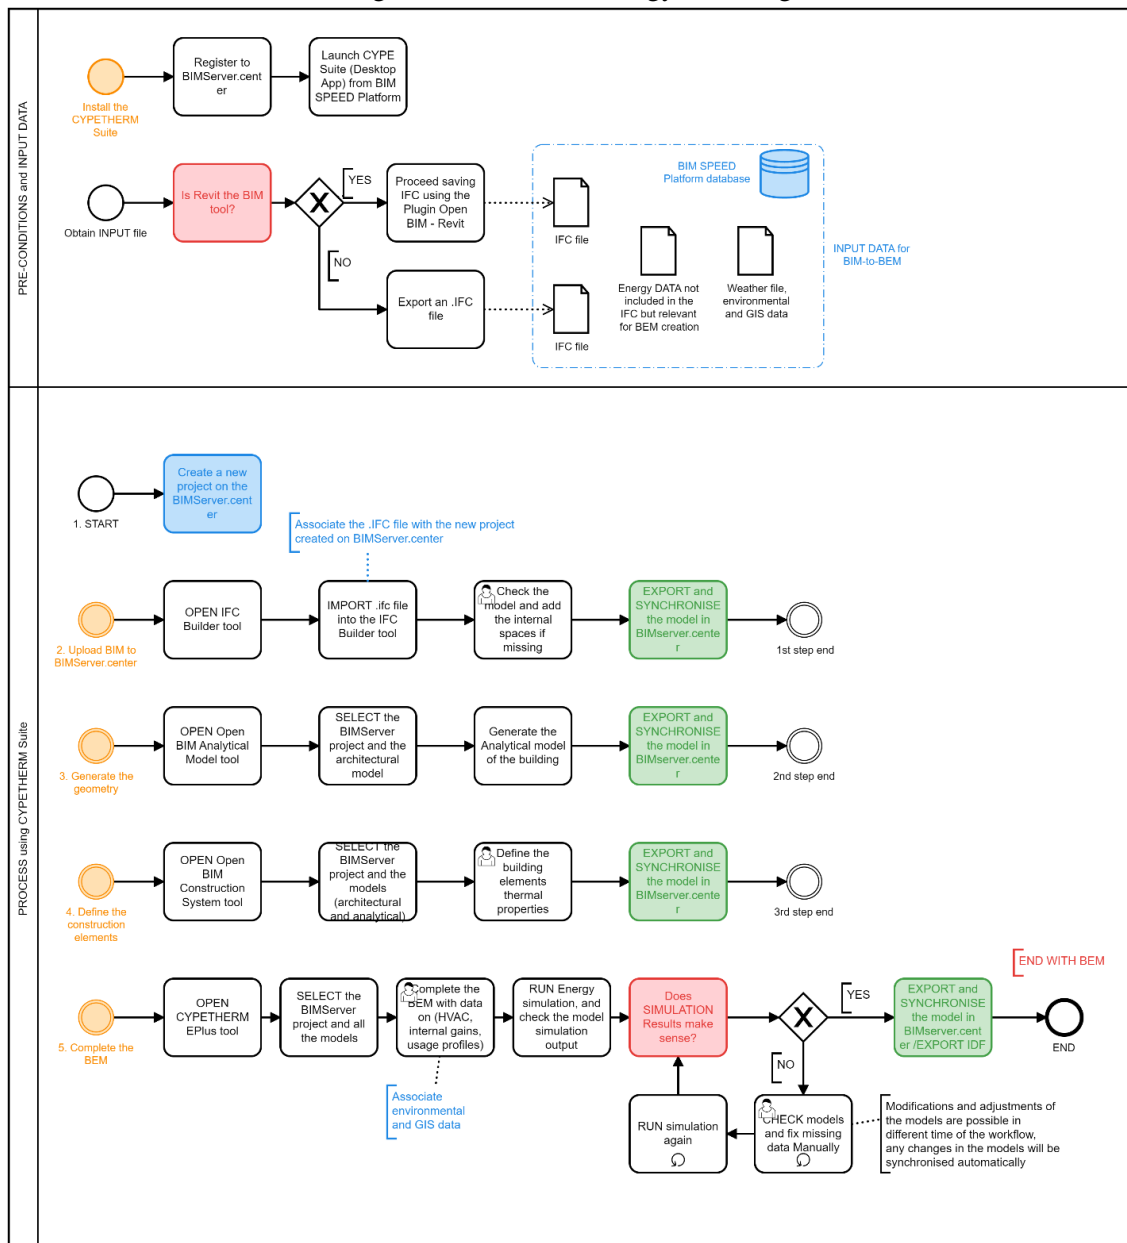 PRE-CONDITIONS and INPUT DATA
Install the
CYPETHERM
Suite
Register to
BIMServer.cent
er
Launch CYPE
Suite (Desktop
App) from BIM
SPEED Platform
Obtain INPUT file
Is Revit the BIM
tool?
X
YES
NO
Proceed saving
IFC using the
Plugin Open
BIM - Revit
Export an .IFC
file
IFC file
IFC file
BIM SPEED
Platform database
Energy DATA not
included in the
IFC but relevant
for BEM creation
Weather file,
environmental
and GIS data
INPUT DATA for
BIM-to-BEM
PROCESS using CYPETHERM Suite
1. START
Create a new
project on the
BIMServer.cent
er
Associate the .IFC file with the new project
created on BIMServer.center
2. Upload BIM to
BIMServer.center
OPEN IFC
Builder tool
IMPORT .ifc file
into the IFC
Builder tool
Check the
model and add
the internal
spaces if
missing
EXPORT and
SYNCHRONISE
the model in
BIMserver.cente
r
1st step end
3. Generate the
geometry
OPEN Open
BIM Analytical
Model tool
SELECT the
BIMServer
project and the
architectural
model
Generate the
Analytical model
of the building
EXPORT and
SYNCHRONISE
the model in
BIMserver.cente
r
2nd step end
4. Define the
construction
elements
OPEN Open
BIM
Construction
System tool
SELECT the
BIMServer
project and the
models
(architectural
and analytical)
Define the
building
elements
thermal
properties
EXPORT and
SYNCHRONISE
the model in
BIMserver.cente
r
3rd step end
5. Complete the
BEM
OPEN
CYPETHERM
EPlus tool
SELECT the
BIMServer
project and all
the models
Complete the
BEM with data
on (HVAC,
internal gains,
usage profiles)
RUN Energy
simulation, and
check the model
simulation
output
Does
SIMULATION
Results make
sense?
X
YES
NO
EXPORT and
SYNCHRONISE
the model in
BIMserver.cent
er /EXPORT IDF
END WITH BEM
END
Associate
environmental
and GIS data
RUN simulation
again
CHECK models
and fix missing
data Manually
Modifications and adjustments of
the models are possible in
different time of the workflow,
any changes in the models will be
synchronised automatically